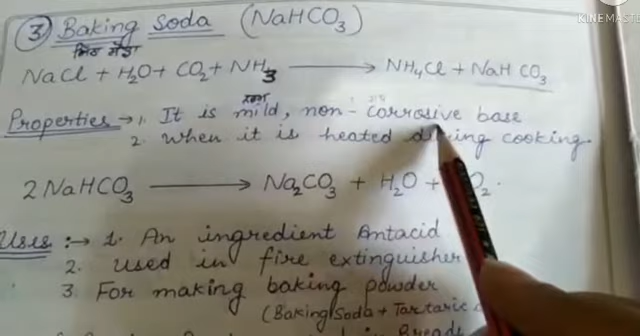 KINEMAST
③ Baking Soda (NaHCO₃)
NaCl + H₂O + CO₂ + NH₃ ⟶ NH₄Cl + NaHCO₃
Properties → 1. It is mild, non-corrosive base
2. when it is heated during cooking.
2NaHCO₃ ⟶ Na₂CO₃ + H₂O + O₂.
Uses :→ 1. An ingredient Antacid
2. used in fire extinguisher
3. For making baking powder
(Baking Soda + Tartaric